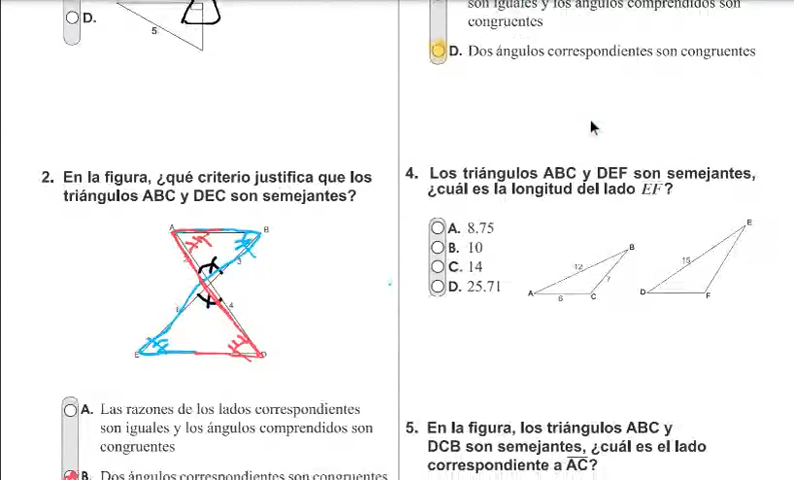 D.
5
2. En la figura, ¿qué criterio justifica que los
triángulos ABC y DEC son semejantes?
A
B
3
4
E
D
A. Las razones de los lados correspondientes
son iguales y los ángulos comprendidos son
congruentes
B. Dos ángulos correspondientes son congruentes
son iguales y los ángulos comprendidos son
congruentes
D. Dos ángulos correspondientes son congruentes
4. Los triángulos ABC y DEF son semejantes,
¿cuál es la longitud del lado EF?
A. 8.75
B. 10
C. 14
D. 25.71
A
B
C
12
7
6
D
E
F
15
5. En la figura, los triángulos ABC y
DCB son semejantes, ¿cuál es el lado
correspondiente a AC?